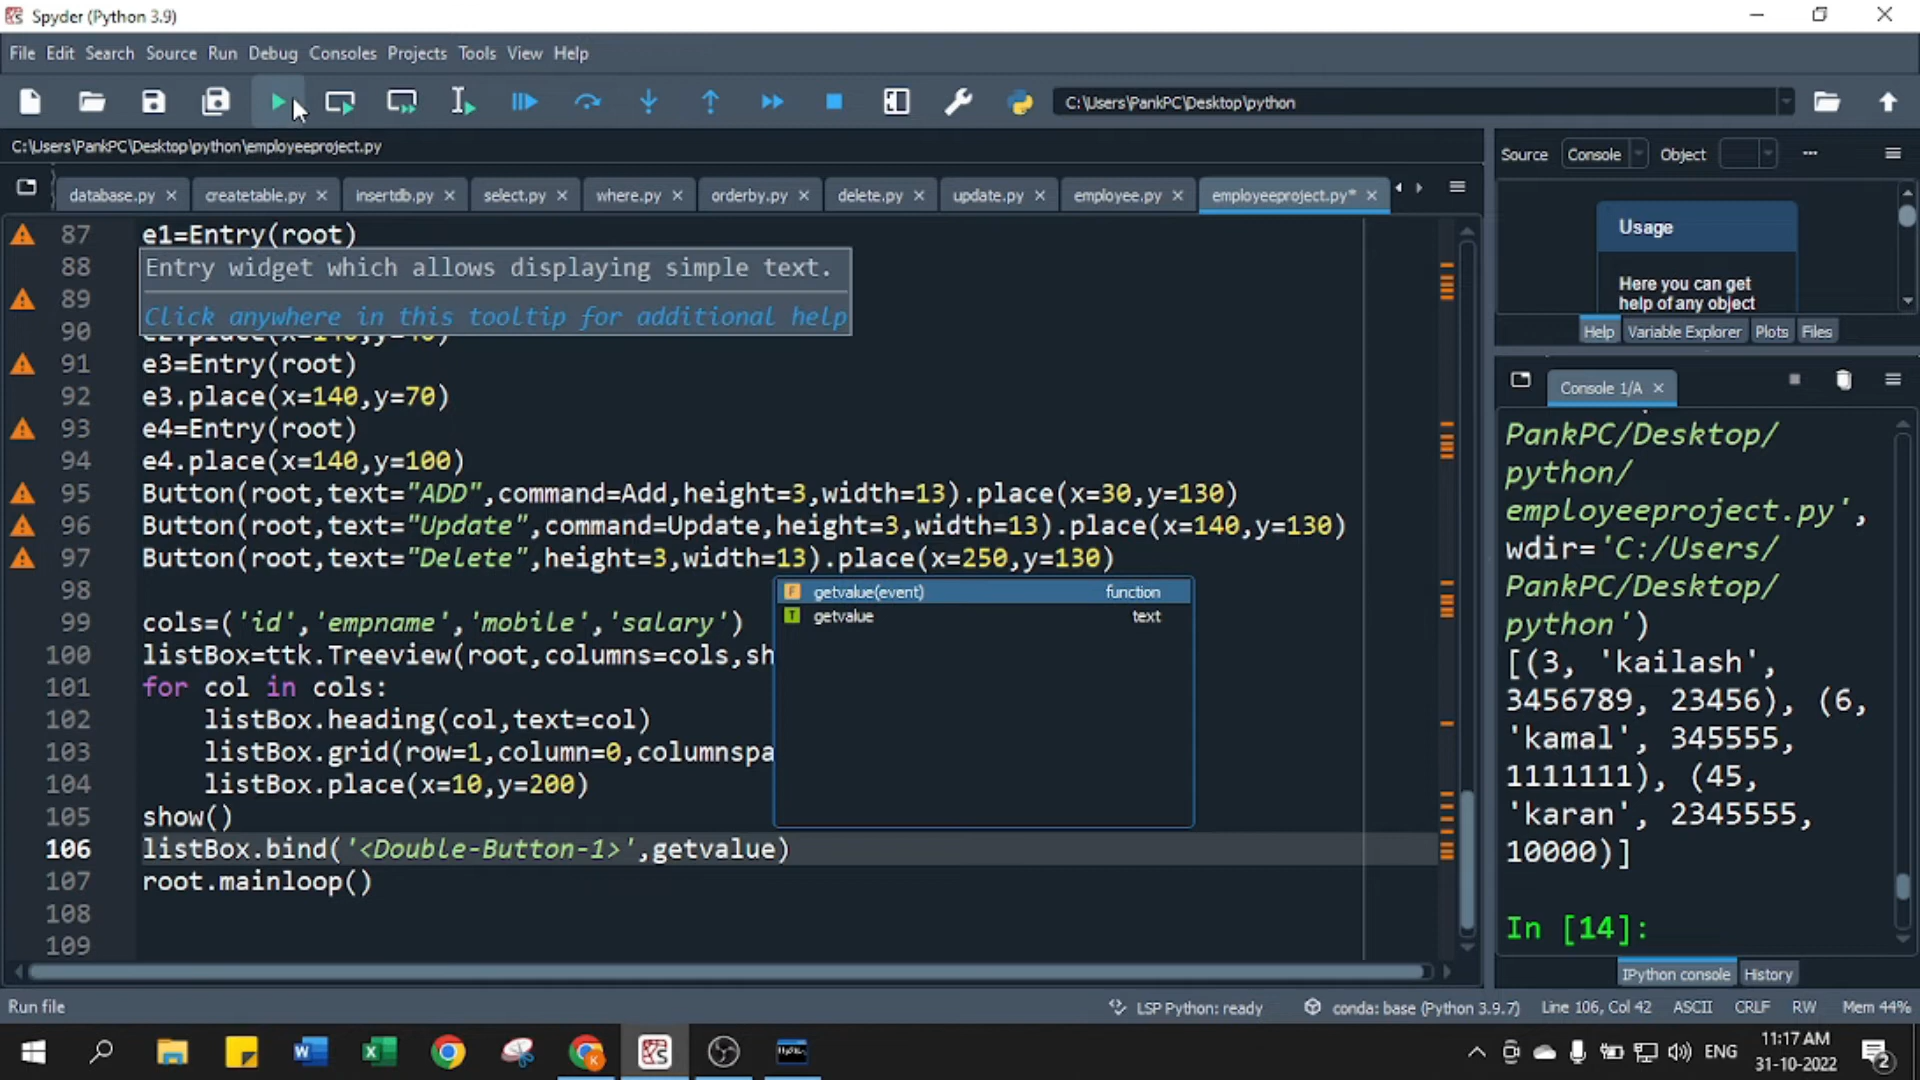 Spyder (Python 3.9)
File Edit Search Source Run Debug Consoles Projects Tools View Help
C:\Users\PankPC\Desktop\python
C:\Users\PankPC\Desktop\python\employeeproject.py
database.py createtable.py insertdb.py select.py where.py orderby.py delete.py update.py employee.py employeeproject.py*
87 e1=Entry(root)
88
89
90
Entry widget which allows displaying simple text.
Click anywhere in this tooltip for additional help
91 e3=Entry(root)
92 e3.place(x=140,y=70)
93 e4=Entry(root)
94 e4.place(x=140,y=100)
95 Button(root,text="ADD",command=Add,height=3,width=13).place(x=30,y=130)
96 Button(root,text="Update",command=Update,height=3,width=13).place(x=140,y=130)
97 Button(root,text="Delete",height=3,width=13).place(x=250,y=130)
98
99 cols=('id','empname','mobile','salary')
100 listBox=ttk.Treeview(root,columns=cols,sh
101 for col in cols:
102 listBox.heading(col,text=col)
103 listBox.grid(row=1,column=0,columnspa
104 listBox.place(x=10,y=200)
105 show()
106 listBox.bind('<Double-Button-1>',getvalue)
107 root.mainloop()
108
109
getvalue(event) function
getvalue text
Source Console Object
Usage
Here you can get
help of any object
Help Variable Explorer Plots Files
Console 1/A
PankPC/Desktop/
python/
employeeproject.py',
wdir='C:/Users/
PankPC/Desktop/
python')
[(3, 'kailash',
3456789, 23456), (6,
'kamal', 345555,
1111111), (45,
'karan', 2345555,
10000)]
In [14]:
IPython console History
Run file
LSP Python: ready conda: base (Python 3.9.7) Line 106, Col 42 ASCII CRLF RW Mem 44%
ENG
11:17 AM
31-10-2022
2